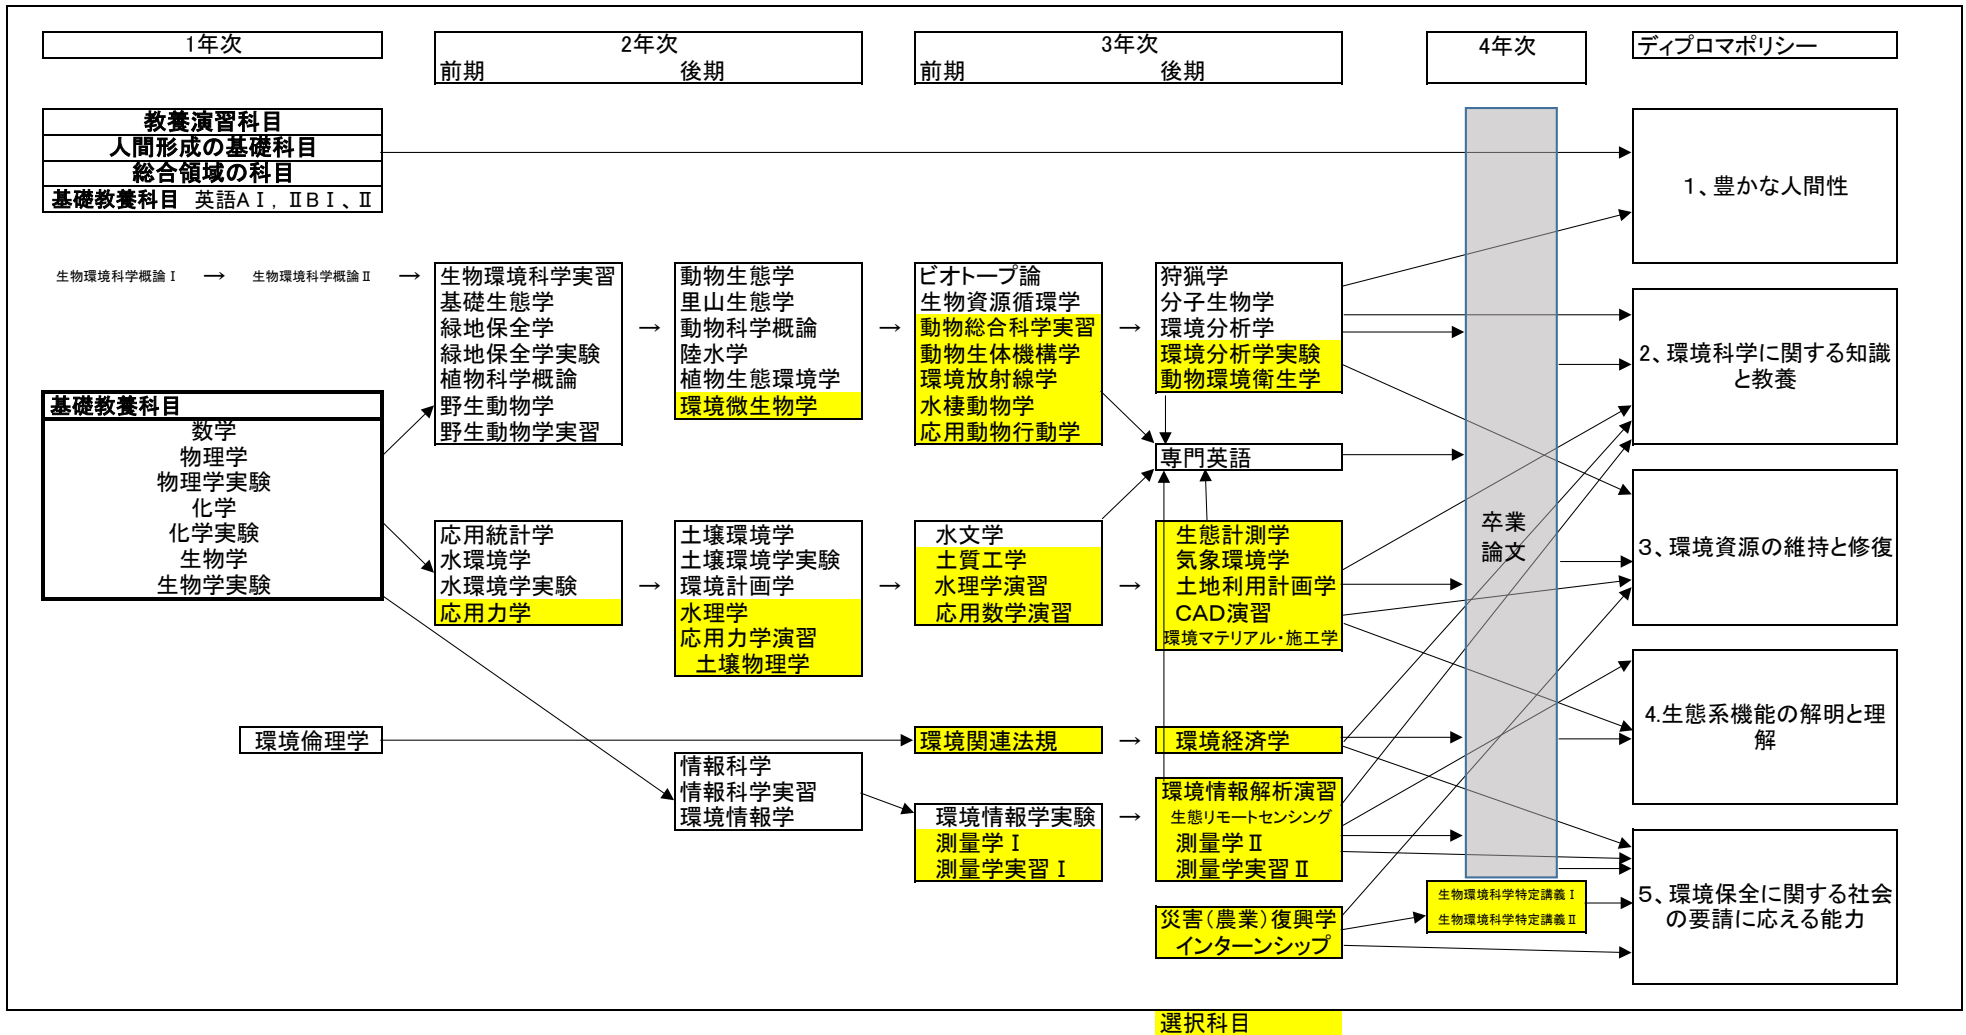 1年次
2年次
前期 後期
3年次
前期 後期
4年次
ディプロマポリシー
教養演習科目
人間形成の基礎科目
総合領域の科目
基礎教養科目 英語AⅠ，ⅡBⅠ、Ⅱ
生物環境科学概論Ⅰ → 生物環境科学概論Ⅱ →
生物環境科学実習
基礎生態学
緑地保全学
緑地保全学実験
植物科学概論
野生動物学
野生動物学実習
→
動物生態学
里山生態学
動物科学概論
陸水学
植物生態環境学
環境微生物学
→
ビオトープ論
生物資源循環学
動物総合科学実習
動物生体機構学
環境放射線学
水棲動物学
応用動物行動学
→
狩猟学
分子生物学
環境分析学
環境分析学実験
動物環境衛生学
専門英語
基礎教養科目
数学
物理学
物理学実験
化学
化学実験
生物学
生物学実験
応用統計学
水環境学
水環境学実験
応用力学
→
土壌環境学
土壌環境学実験
環境計画学
水理学
応用力学演習
土壌物理学
→
水文学
土質工学
水理学演習
応用数学演習
→
生態計測学
気象環境学
土地利用計画学
CAD演習
環境マテリアル・施工学
環境倫理学
環境関連法規
→
環境経済学
情報科学
情報科学実習
環境情報学
環境情報学実験
測量学Ⅰ
測量学実習Ⅰ
→
環境情報解析演習
生態リモートセンシング
測量学Ⅱ
測量学実習Ⅱ
災害(農業)復興学
インターンシップ
卒業
論文
生物環境科学特定講義Ⅰ
生物環境科学特定講義Ⅱ
１、豊かな人間性
2、環境科学に関する知識
と教養
３、環境資源の維持と修復
4.生態系機能の解明と理
解
５、環境保全に関する社会
の要請に応える能力
選択科目